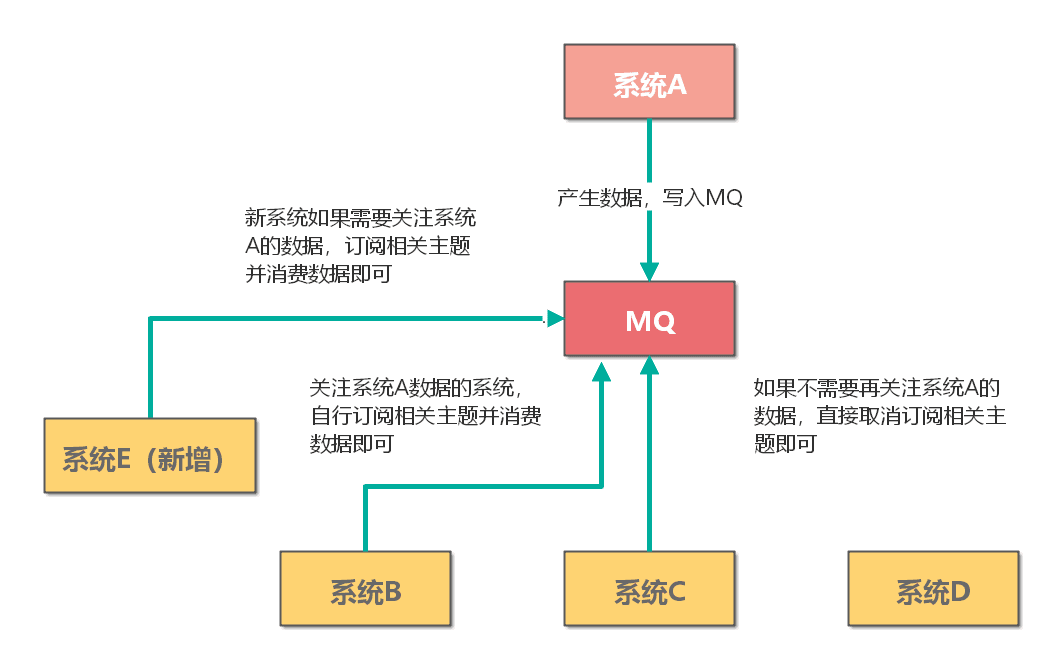 系统A
产生数据，写入MQ
新系统如果需要关注系统
A的数据，订阅相关主题
并消费数据即可
MQ
关注系统A数据的系统，
自行订阅相关主题并消费
数据即可
如果不需要再关注系统A的
数据，直接取消订阅相关主
题即可
系统E（新增）
系统B
系统C
系统D